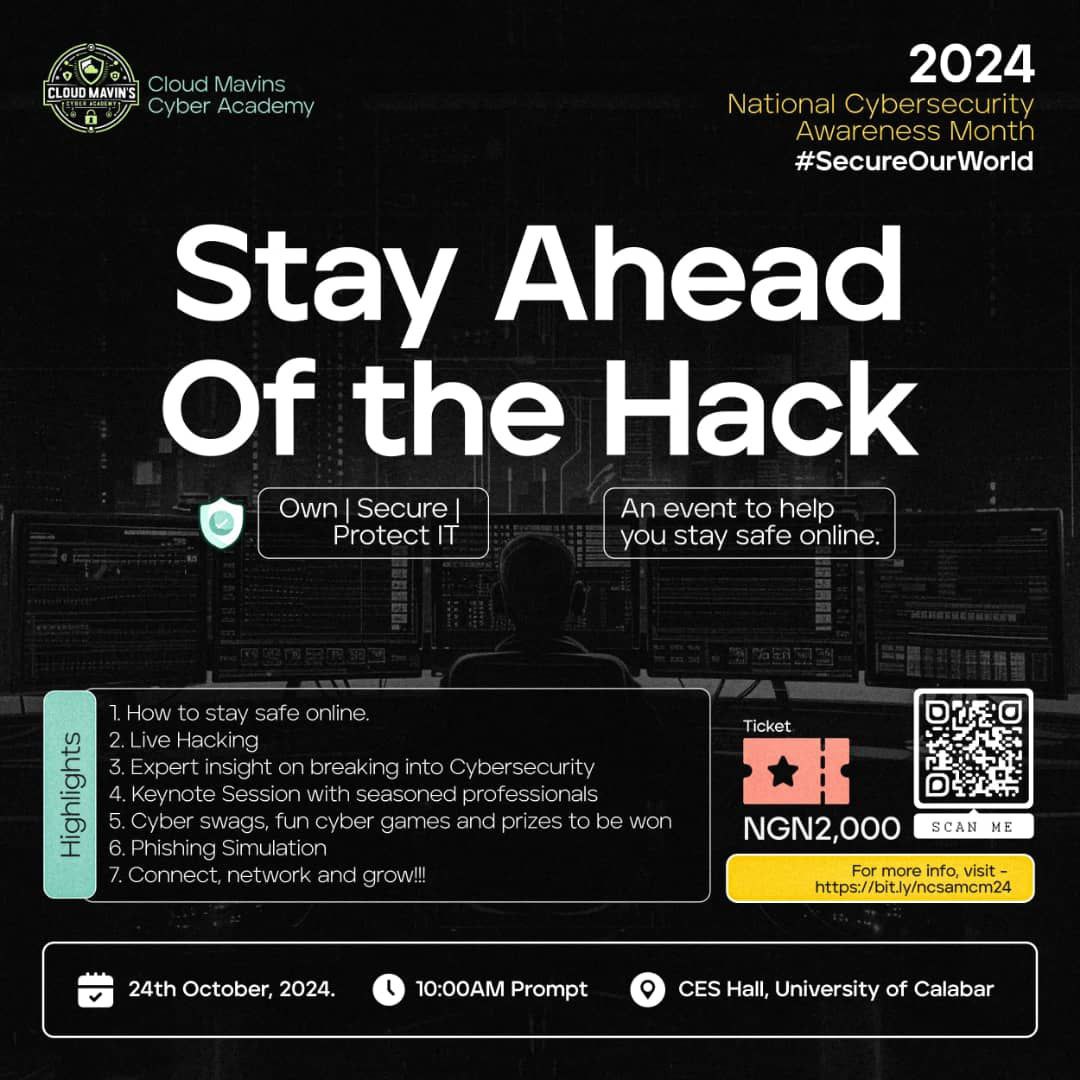 CLOUD MAVIN'S
CYBER ACADEMY
Cloud Mavins
Cyber Academy
2024
National Cybersecurity
Awareness Month
#SecureOurWorld
Stay Ahead
Of the Hack
Own | Secure |
Protect IT
An event to help
you stay safe online.
Highlights
1. How to stay safe online.
2. Live Hacking
3. Expert insight on breaking into Cybersecurity
4. Keynote Session with seasoned professionals
5. Cyber swags, fun cyber games and prizes to be won
6. Phishing Simulation
7. Connect, network and grow!!!
Ticket
NGN2,000
SCAN ME
For more info, visit -
https://bit.ly/ncsamcm24
24th October, 2024.
10:00AM Prompt
CES Hall, University of Calabar